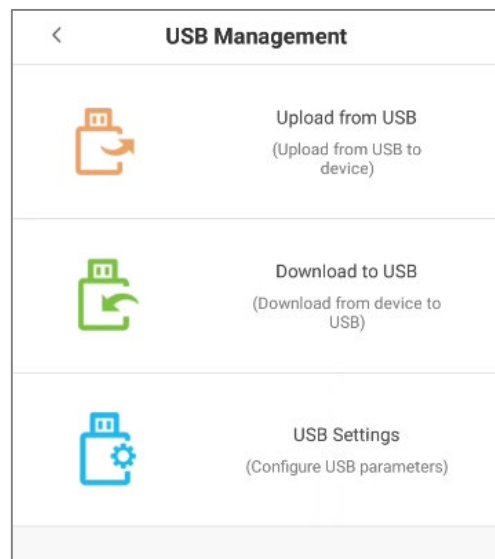 USB Management
Upload from USB
(Upload from USB to
device)
Download to USB
(Download from device to
USB)
USB Settings
(Configure USB parameters)